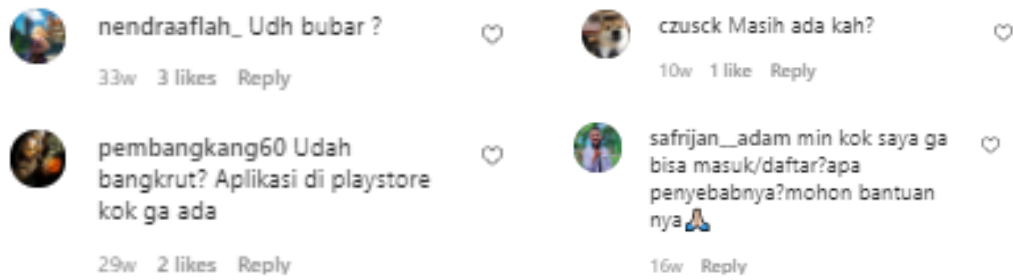 nendraaflah_ Udh bubar ?
33w 3 likes Reply
pembangkang60 Udah
bangkrut? Aplikasi di playstore
kok ga ada
29w 2 likes Reply
czusck Masih ada kah?
10w 1 like Reply
safrijan__adam min kok saya ga
bisa masuk/daftar?apa
penyebabnya?mohon bantuan
nya🙏🏻
16w Reply